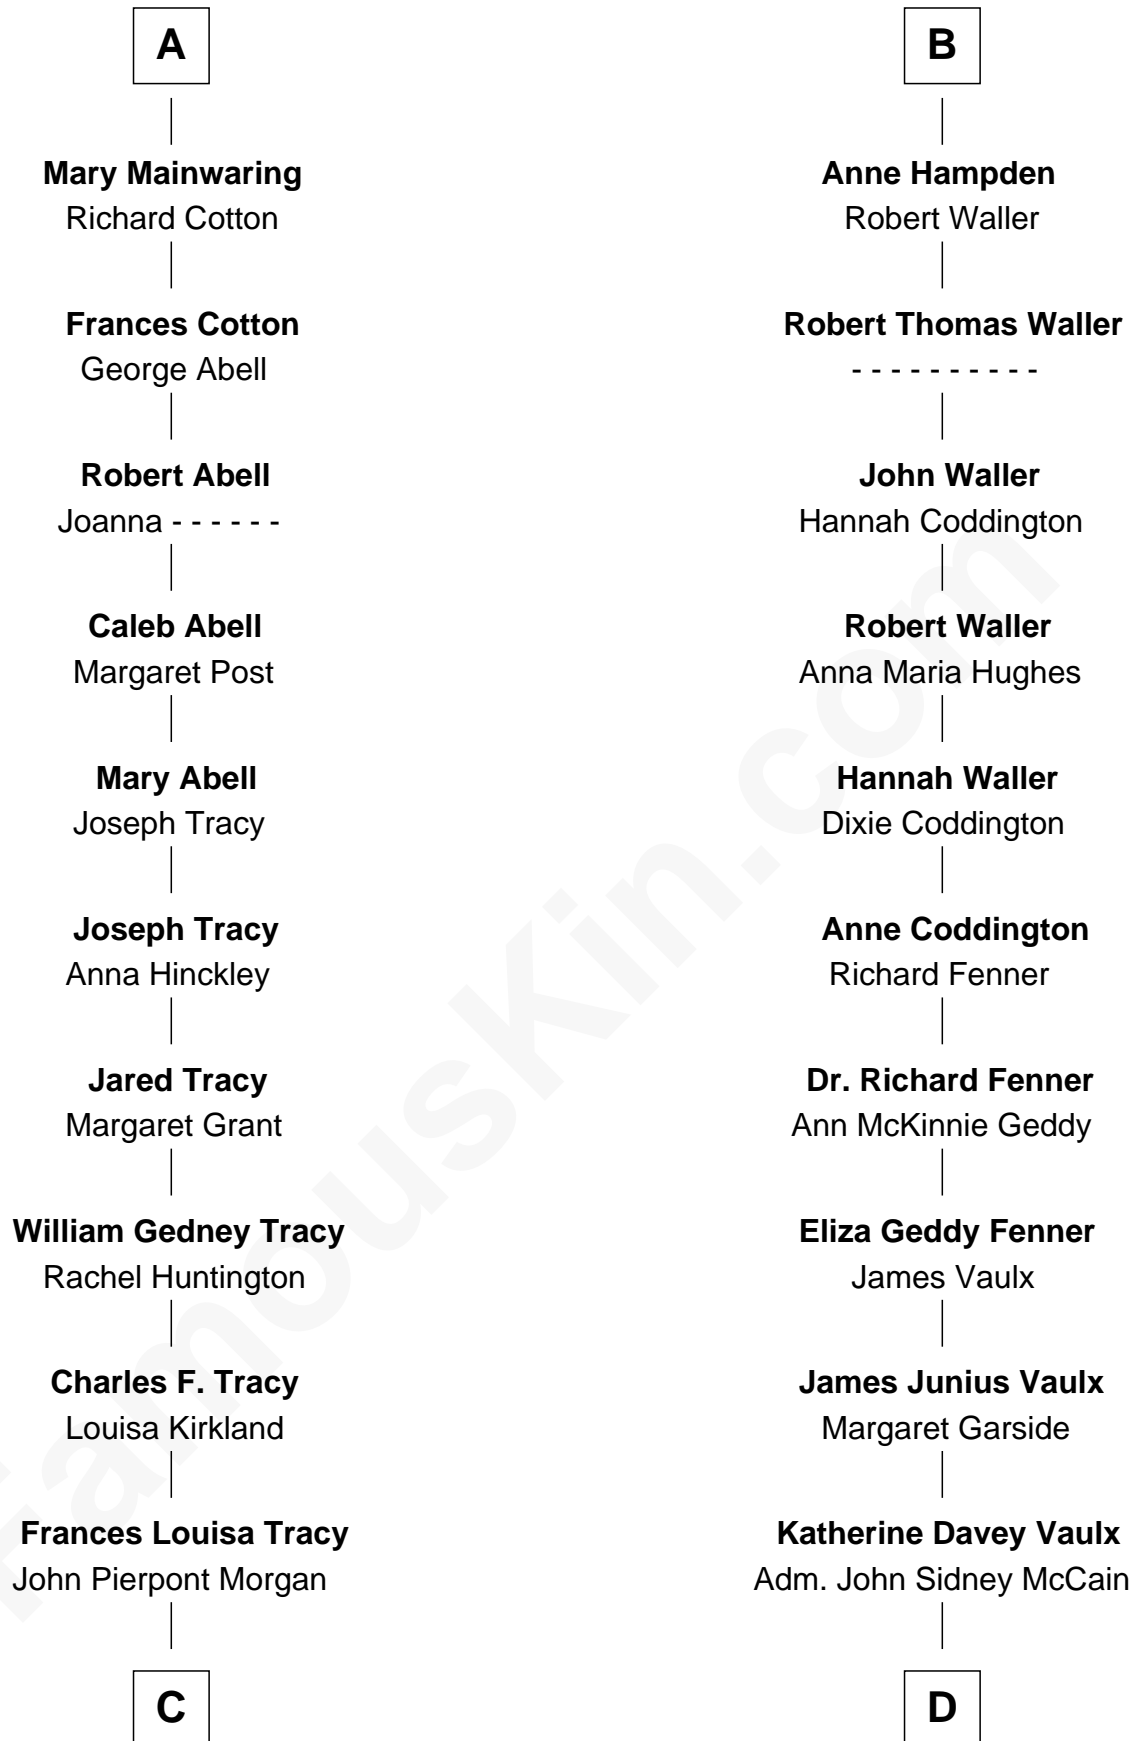 A
Mary Mainwaring
Richard Cotton
Frances Cotton
George Abell
Robert Abell
Joanna - - - - - -
Caleb Abell
Margaret Post
Mary Abell
Joseph Tracy
Joseph Tracy
Anna Hinckley
Jared Tracy
Margaret Grant
William Gedney Tracy
Rachel Huntington
Charles F. Tracy
Louisa Kirkland
Frances Louisa Tracy
John Pierpont Morgan
C
B
Anne Hampden
Robert Waller
Robert Thomas Waller
- - - - - - - - - -
John Waller
Hannah Coddington
Robert Waller
Anna Maria Hughes
Hannah Waller
Dixie Coddington
Anne Coddington
Richard Fenner
Dr. Richard Fenner
Ann McKinnie Geddy
Eliza Geddy Fenner
James Vaulx
James Junius Vaulx
Margaret Garside
Katherine Davey Vaulx
Adm. John Sidney McCain
D
FamousKin.com